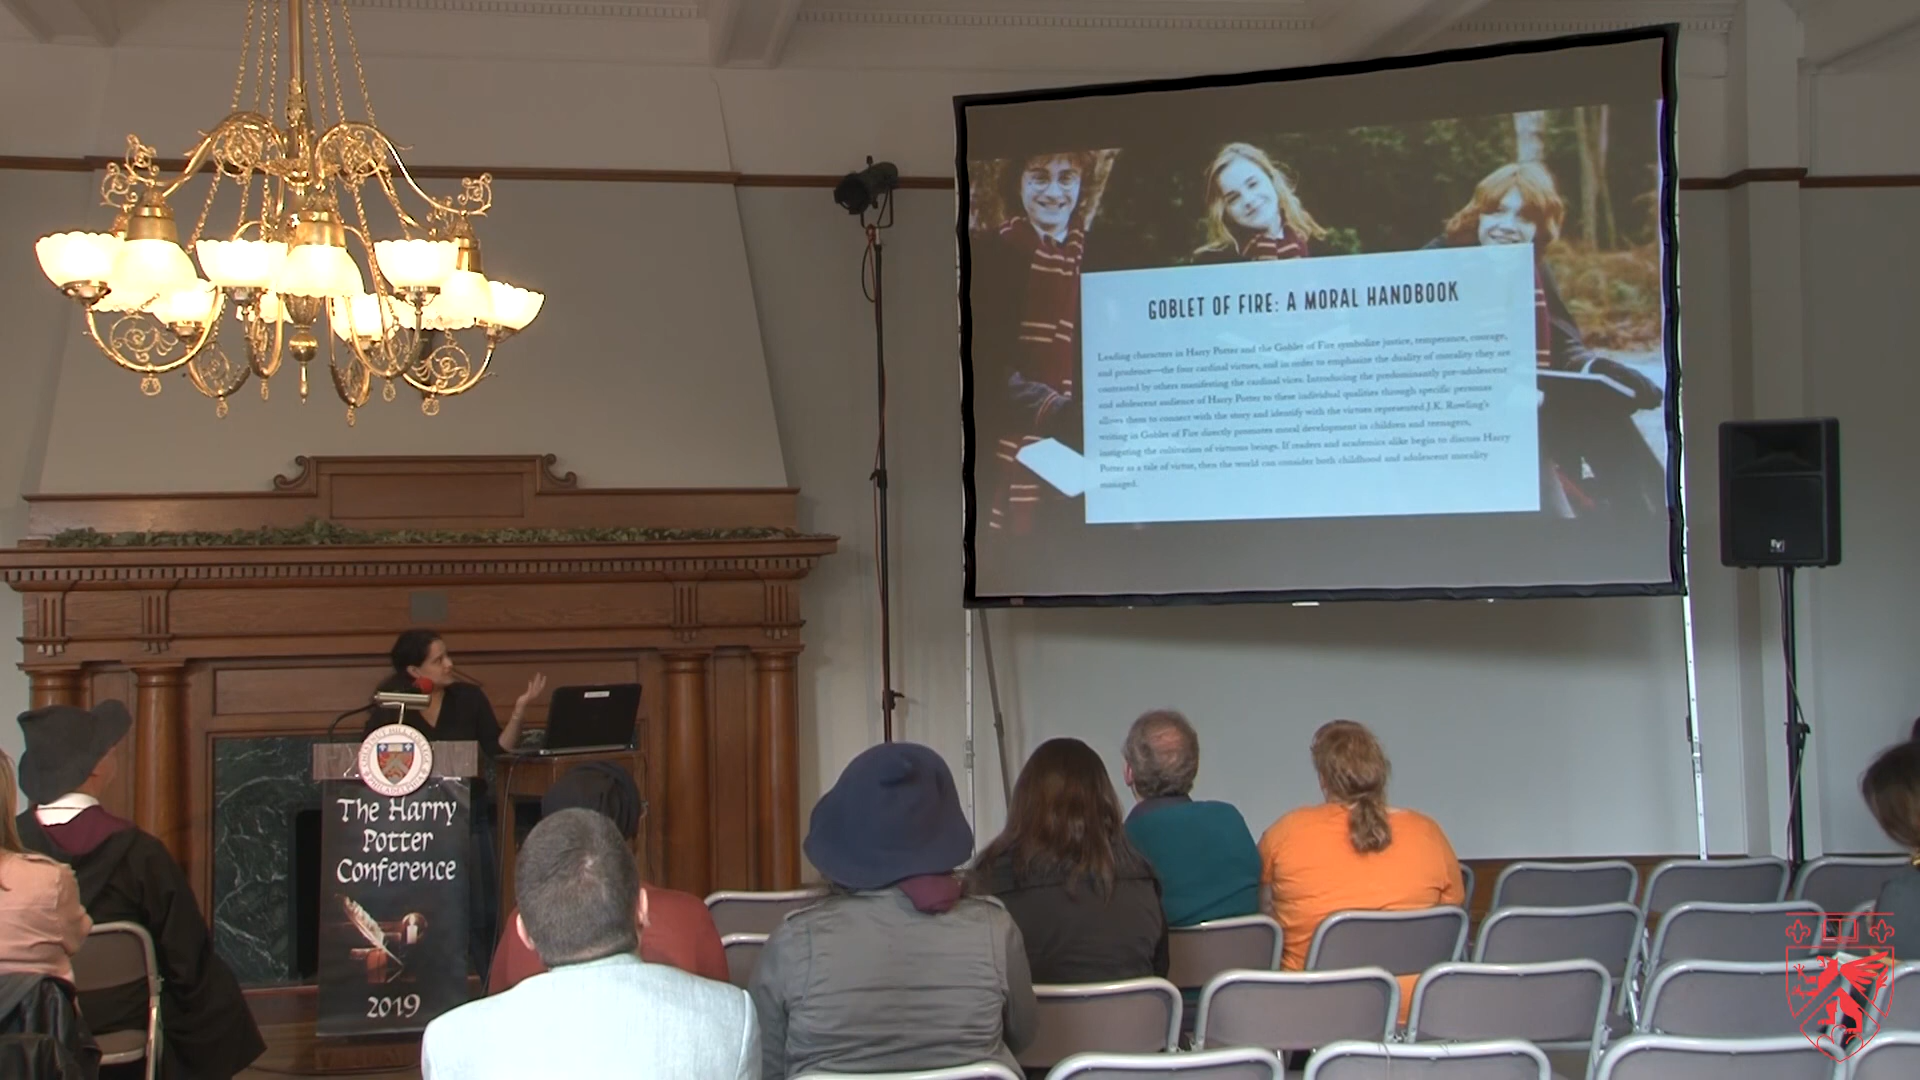 GOBLET OF FIRE: A MORAL HANDBOOK
Leading characters in Harry Potter and the Goblet of Fire symbolize justice, temperance, courage,
and prudence—the four cardinal virtues, and in order to emphasize the duality of morality they are
contrasted by others manifesting the cardinal vices. Introducing the predominantly pre-adolescent
and adolescent audience of Harry Potter to these individual qualities through specific personas
allows them to connect with the story and identify with the virtues represented J.K. Rowling's
writing in Goblet of Fire directly promotes moral development in children and teenagers,
instigating the cultivation of virtuous beings. If readers and academics alike begin to discuss Harry
Potter as a tale of virtue, then the world can consider both childhood and adolescent morality
managed.
CHESTNUT HILL COLLEGE
PHILADELPHIA
The Harry
Potter
Conference
2019
EV